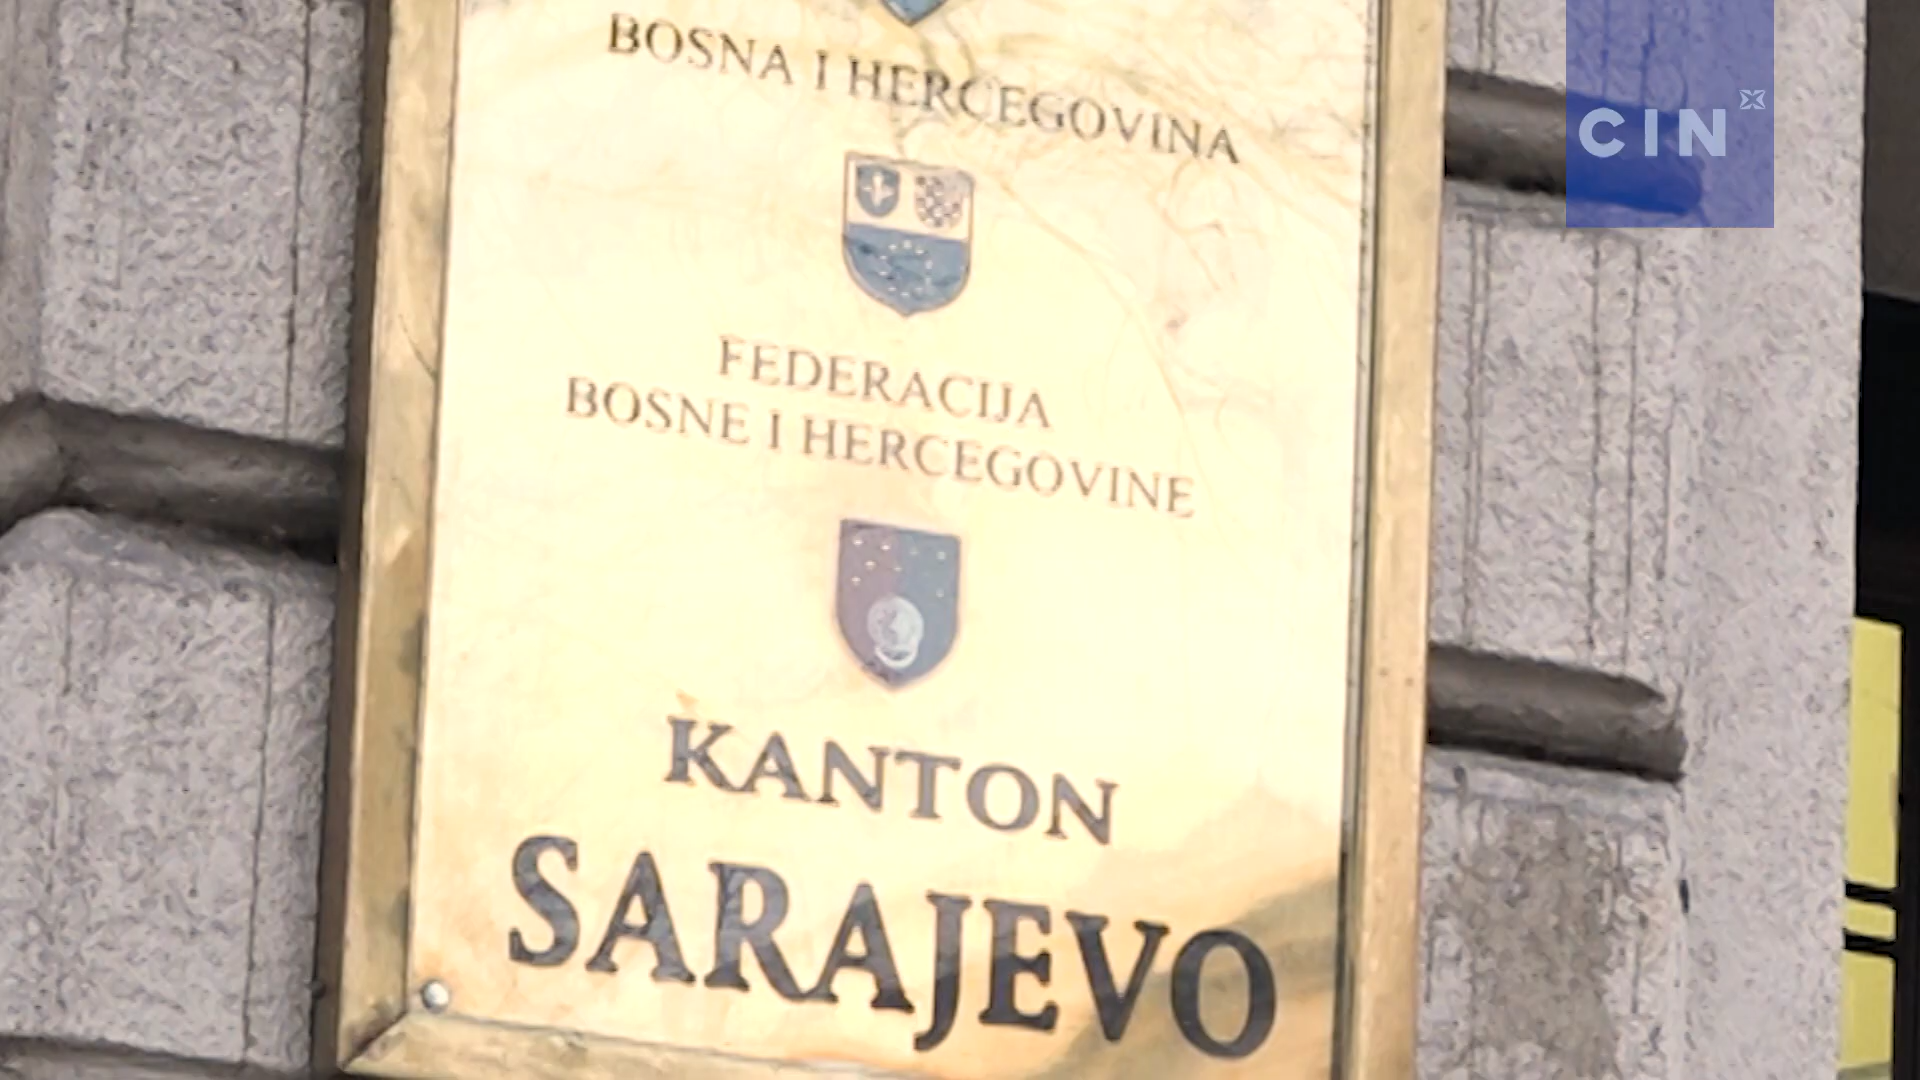 BOSNA I HERCEGOVINA
CIN
FEDERACIJA
BOSNE I HERCEGOVINE
KANTON
SARAJEVO